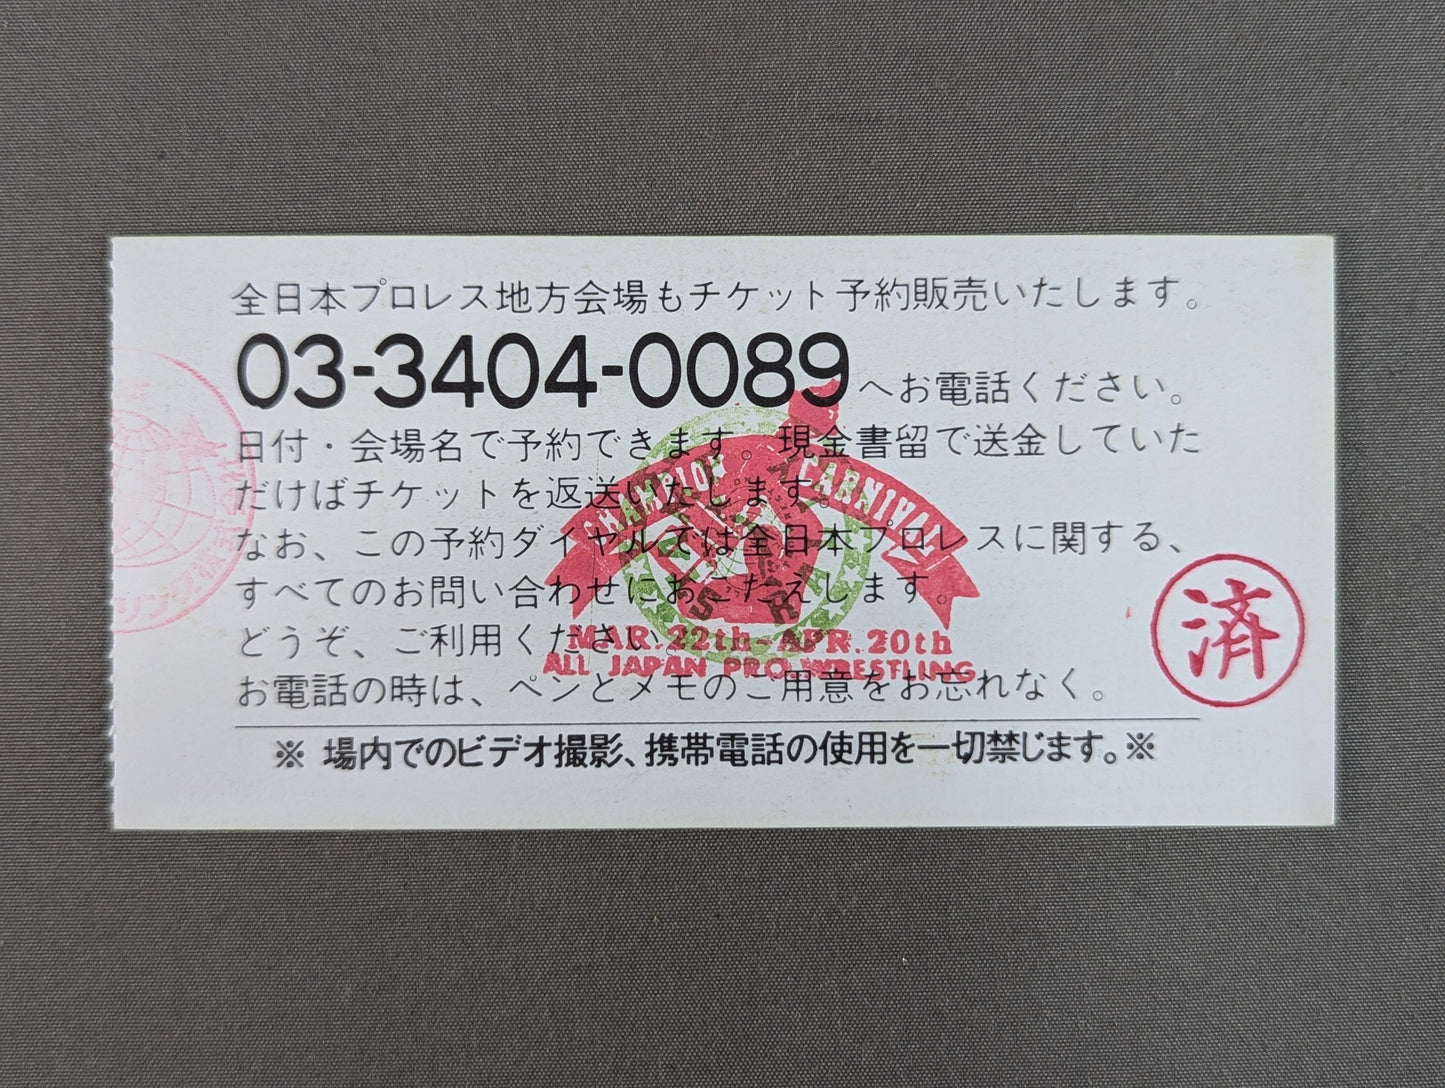 全日本プロレス地方会場もチケット予約販売いたします。
03-3404-0089へお電話ください。
日付・会場名で予約できます。現金書留で送金していた
だけばチケットを返送いたします。
なお、この予約ダイヤルでは全日本プロレスに関する、
すべてのお問い合わせにおこたえします。
どうぞ、ご利用ください。
お電話の時は、ペンとメモのご用意をお忘れなく。
※ 場内でのビデオ撮影、携帯電話の使用を一切禁じます。※
CHAMPION CARNIVAL
MAR. 22th-APR. 20th
ALL JAPAN PRO-WRESTLING
済